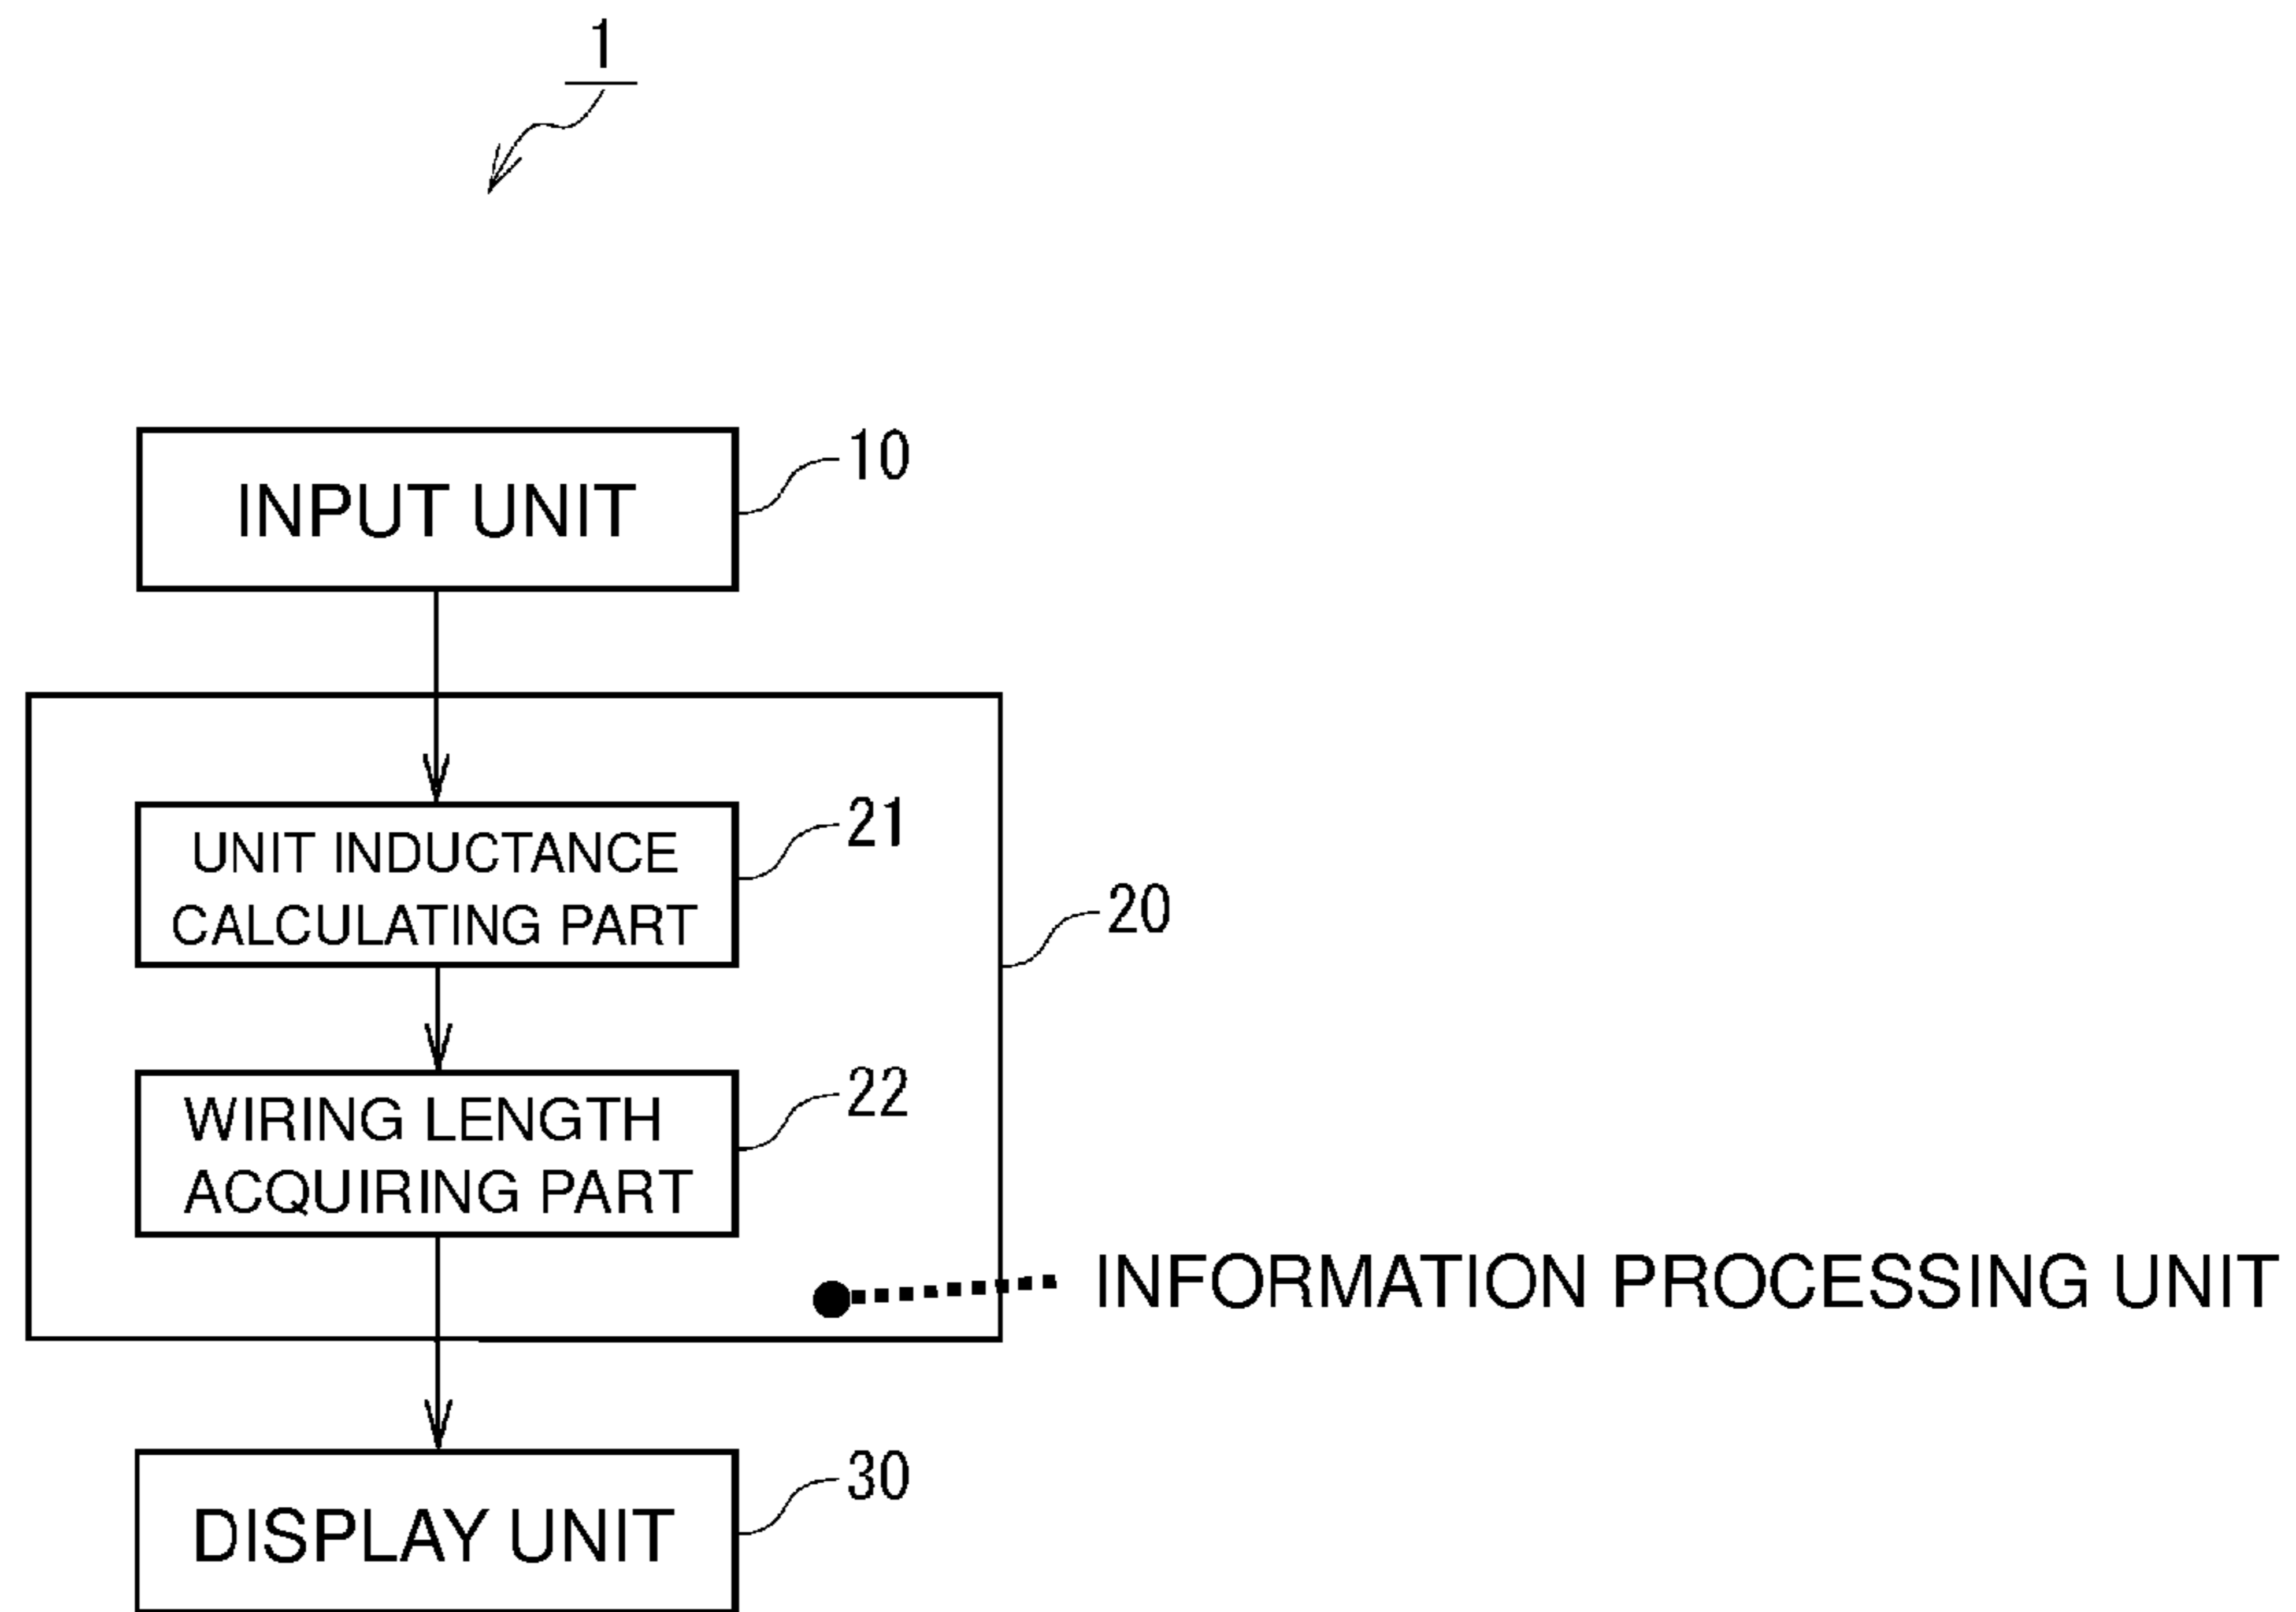 1
INPUT UNIT
10
UNIT INDUCTANCE
CALCULATING PART
21
20
WIRING LENGTH
ACQUIRING PART
22
INFORMATION PROCESSING UNIT
DISPLAY UNIT
30